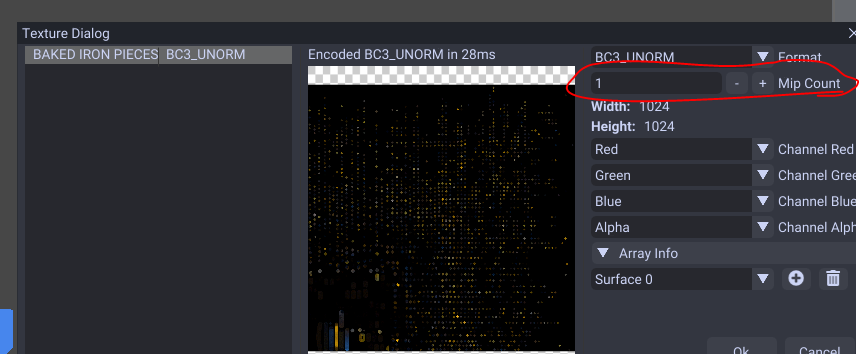 Texture Dialog
BAKED IRON PIECES BC3_UNORM
Encoded BC3_UNORM in 28ms
BC3_UNORM Format
1 - + Mip Count
Width: 1024
Height: 1024
Red Channel Red
Green Channel Gree
Blue Channel Blue
Alpha Channel Alph
Array Info
Surface 0
Ok Cancel